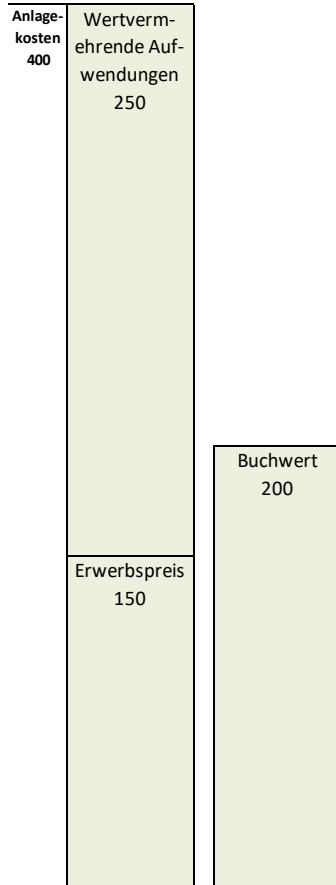 Anlage-
kosten
400
Wertverm-
ehrende Auf-
wendungen
250
Buchwert
200
Erwerbspreis
150